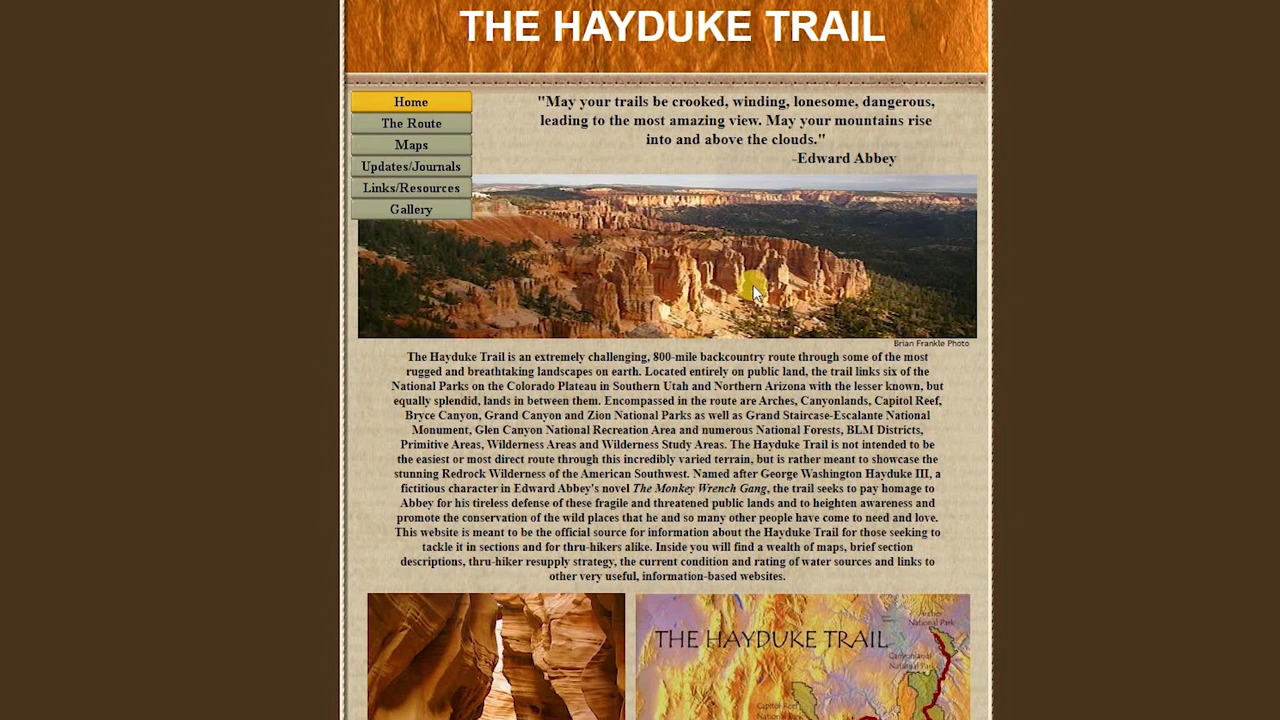 THE HAYDUKE TRAIL
Home
The Route
Maps
Updates/Journals
Links/Resources
Gallery
"May your trails be crooked, winding, lonesome, dangerous,
leading to the most amazing view. May your mountains rise
into and above the clouds."
-Edward Abbey
Brian Frankle Photo
The Hayduke Trail is an extremely challenging, 800-mile backcountry route through some of the most
rugged and breathtaking landscapes on earth. Located entirely on public land, the trail links six of the
National Parks on the Colorado Plateau in Southern Utah and Northern Arizona with the lesser known, but
equally splendid, lands in between them. Encompassed in the route are Arches, Canyonlands, Capitol Reef,
Bryce Canyon, Grand Canyon and Zion National Parks as well as Grand Staircase-Escalante National
Monument, Glen Canyon National Recreation Area and numerous National Forests, BLM Districts,
Primitive Areas, Wilderness Areas and Wilderness Study Areas. The Hayduke Trail is not intended to be
the easiest or most direct route through this incredibly varied terrain, but is rather meant to showcase the
stunning Redrock Wilderness of the American Southwest. Named after George Washington Hayduke III, a
fictitious character in Edward Abbey's novel The Monkey Wrench Gang, the trail seeks to pay homage to
Abbey for his tireless defense of these fragile and threatened public lands and to heighten awareness and
promote the conservation of the wild places that he and so many other people have come to need and love.
This website is meant to be the official source for information about the Hayduke Trail for those seeking to
tackle it in sections and for thru-hikers alike. Inside you will find a wealth of maps, brief section
descriptions, thru-hiker resupply strategy, the current condition and rating of water sources and links to
other very useful, information-based websites.
THE HAYDUKE TRAIL
Arches
National Park
Canyonlands
National Park
Capitol Reef
National Park